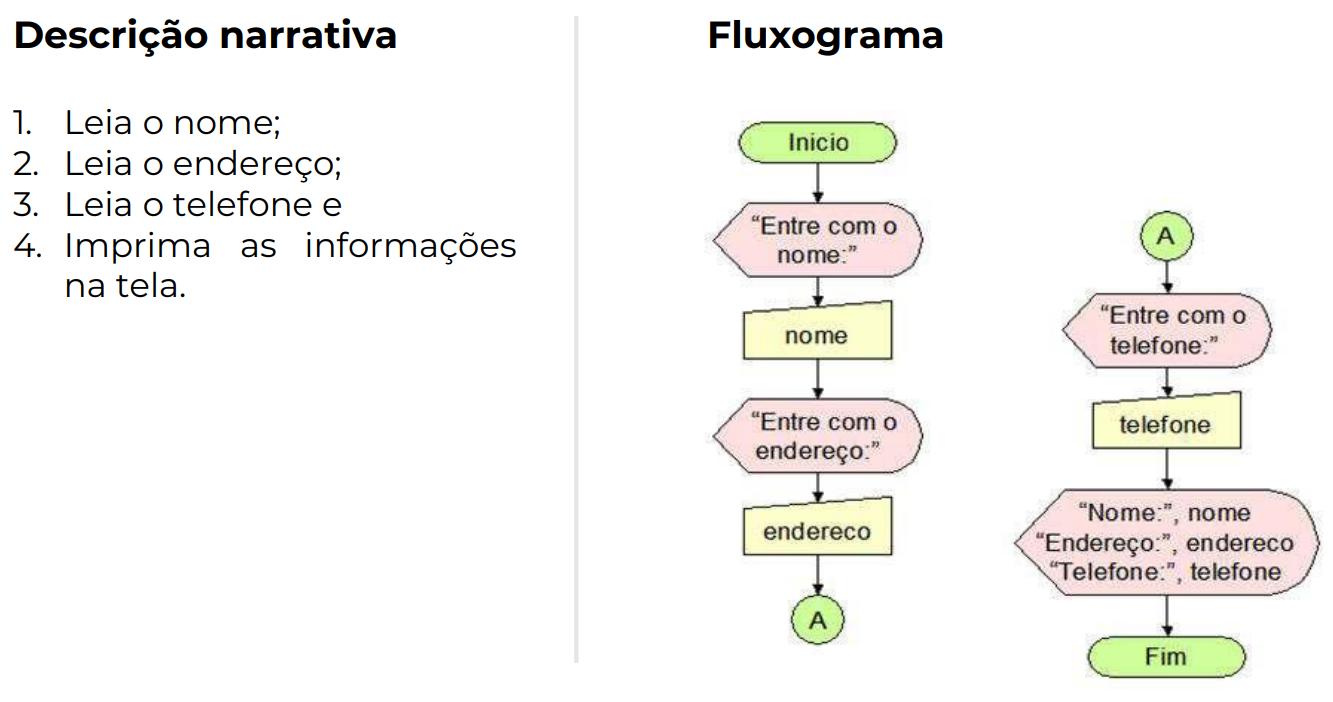 Descrição narrativa
1. Leia o nome;
2. Leia o endereço;
3. Leia o telefone e
4. Imprima as informações
na tela.
Fluxograma
Inicio
“Entre com o
nome:”
nome
“Entre com o
endereço:”
endereco
A
A
“Entre com o
telefone:”
telefone
“Nome:”, nome
“Endereço:”, endereco
“Telefone:”, telefone
Fim